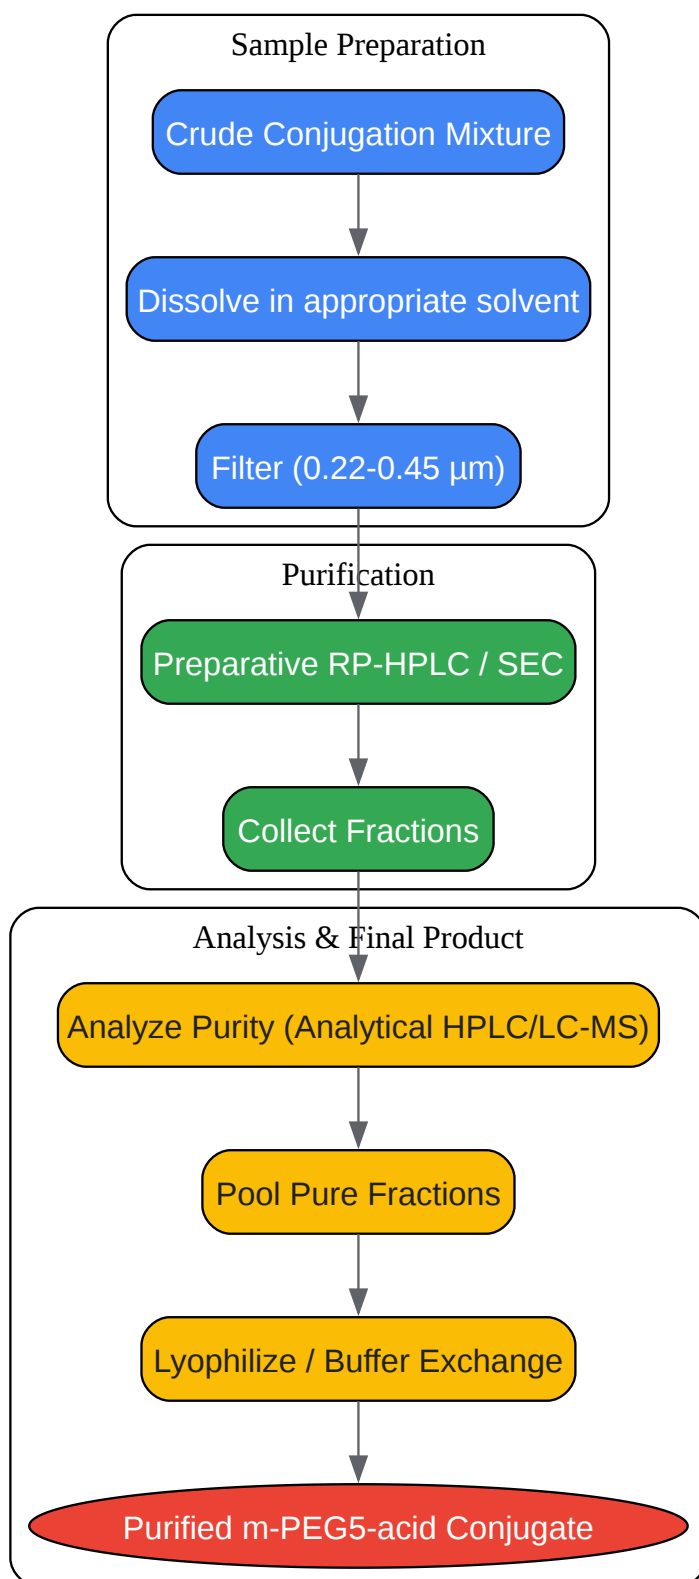 Sample Preparation
Crude Conjugation Mixture
Dissolve in appropriate solvent
Filter (0.22-0.45 µm)
Purification
Preparative RP-HPLC / SEC
Collect Fractions
Analysis & Final Product
Analyze Purity (Analytical HPLC/LC-MS)
Pool Pure Fractions
Lyophilize / Buffer Exchange
Purified m-PEG5-acid Conjugate